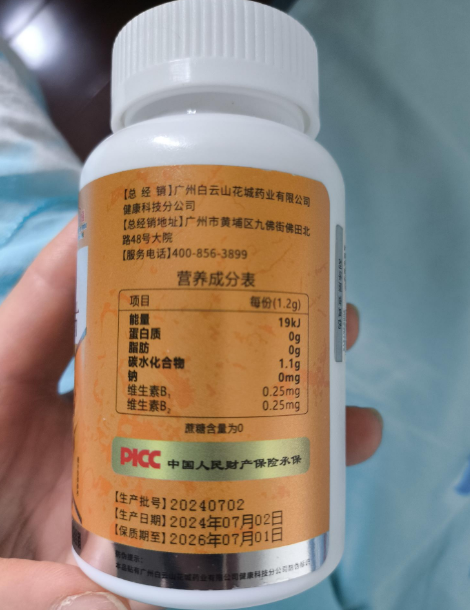 【总 经 销】广州白云山花城药业有限公司
健康科技分公司
【总经销地址】广州市黄埔区九佛街佛田北
路48号大院
【服务电话】400-856-3899
营养成分表
项目 每份(1.2g)
能量 19kJ
蛋白质 0g
脂肪 0g
碳水化合物 1.1g
钠 0mg
维生素B₁ 0.25mg
维生素B₂ 0.25mg
蔗糖含量为0
PICC 中国人民财产保险承保
【生产批号】20240702
【生产日期】2024年07月02日
【保质期至】2026年07月01日